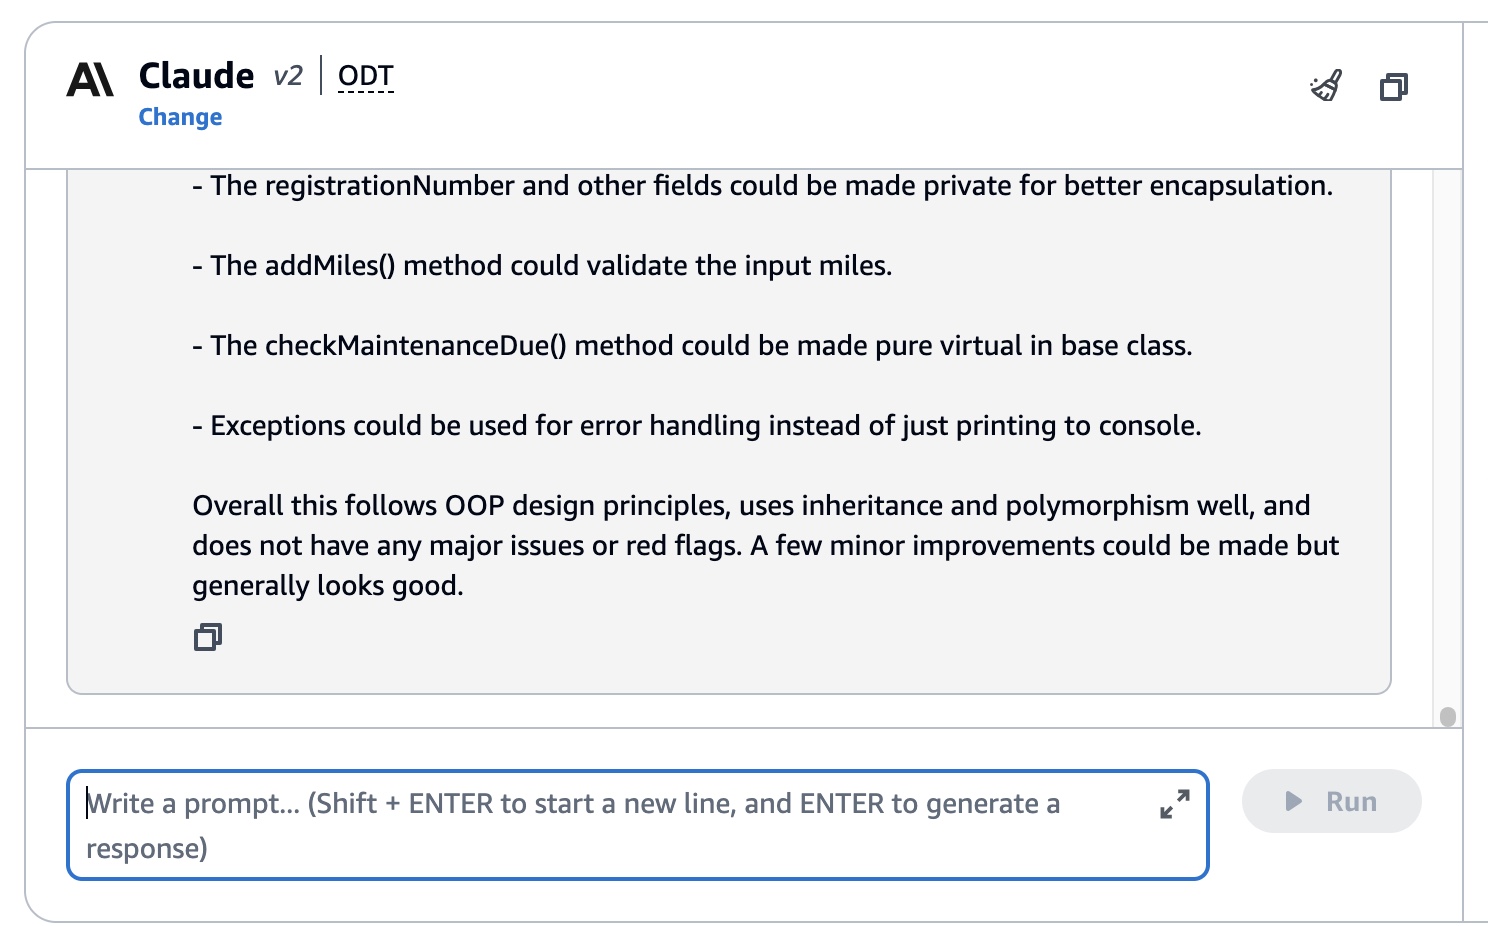 Claude v2 | ODT
Change
- The registrationNumber and other fields could be made private for better encapsulation.
- The addMiles() method could validate the input miles.
- The checkMaintenanceDue() method could be made pure virtual in base class.
- Exceptions could be used for error handling instead of just printing to console.
Overall this follows OOP design principles, uses inheritance and polymorphism well, and
does not have any major issues or red flags. A few minor improvements could be made but
generally looks good.
Write a prompt... (Shift + ENTER to start a new line, and ENTER to generate a
response)
Run